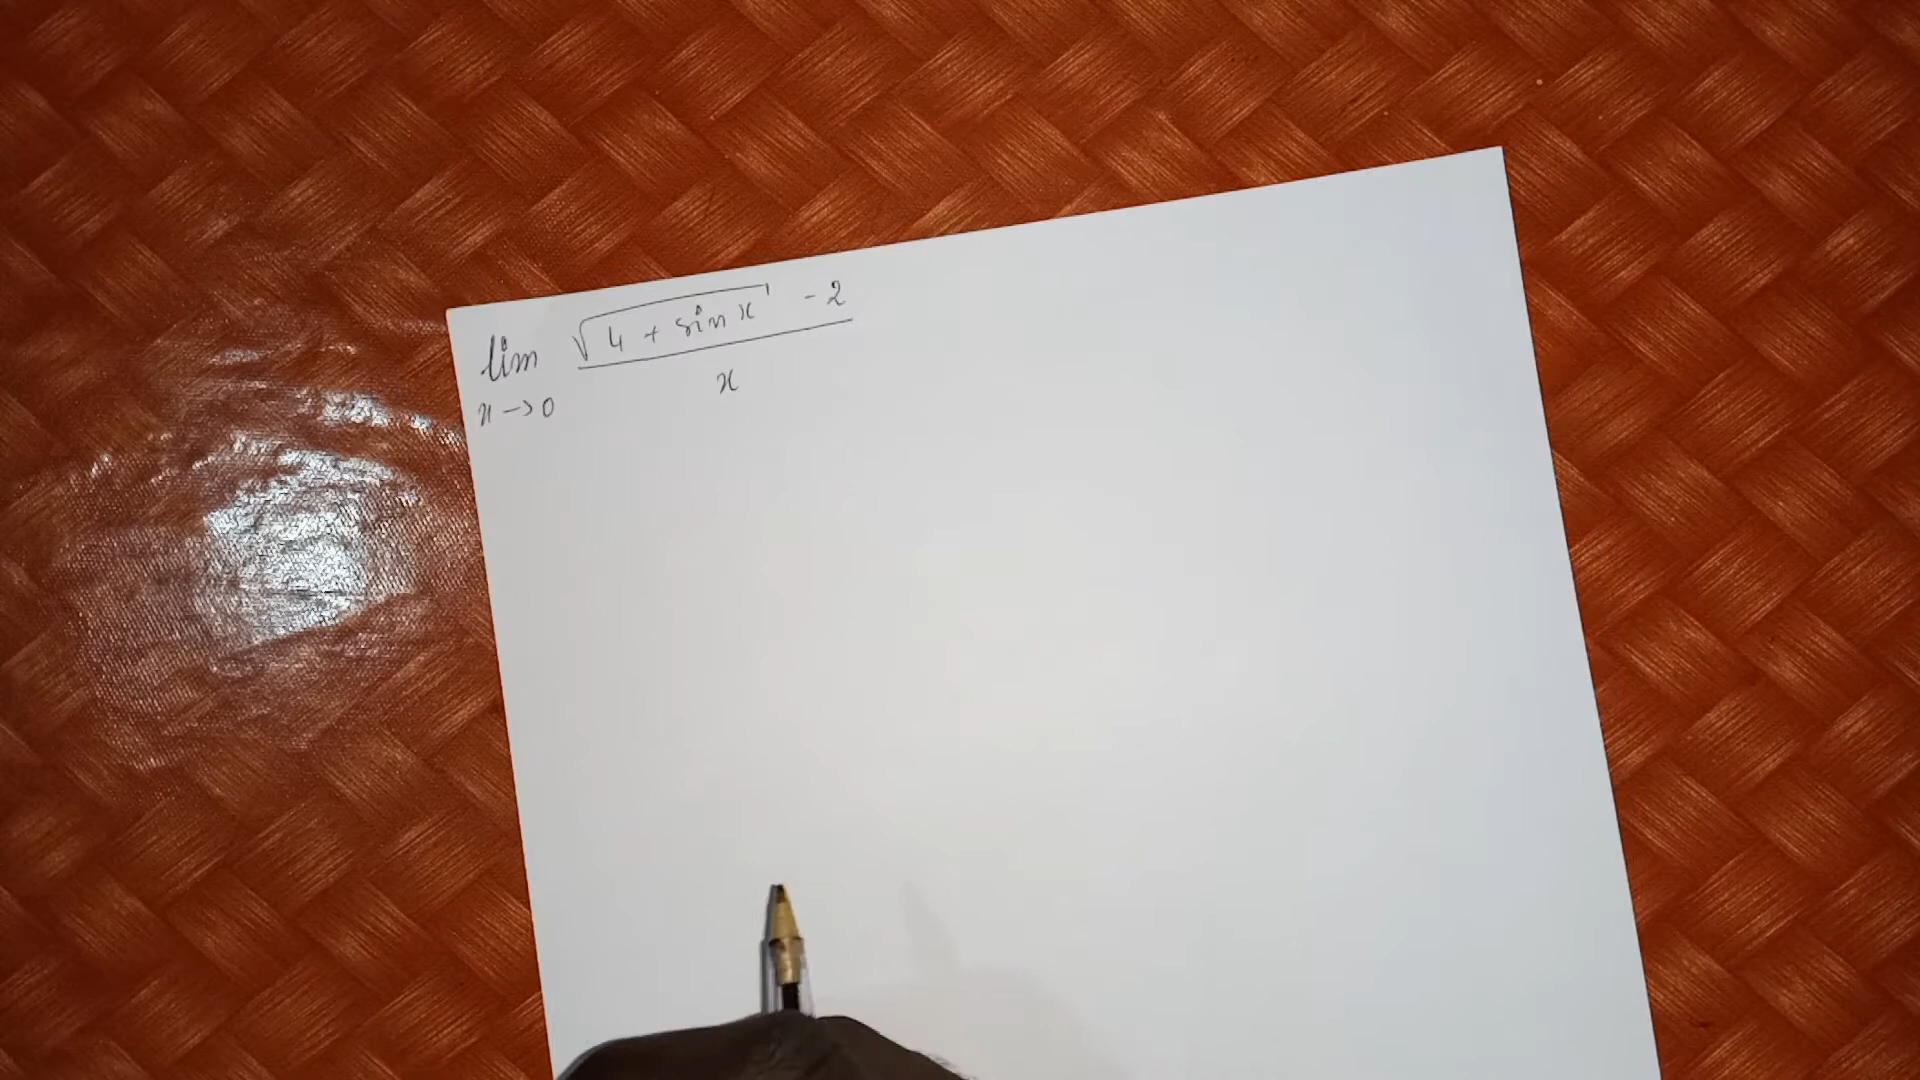 lim √(4 + sin x) - 2
x
x → 0